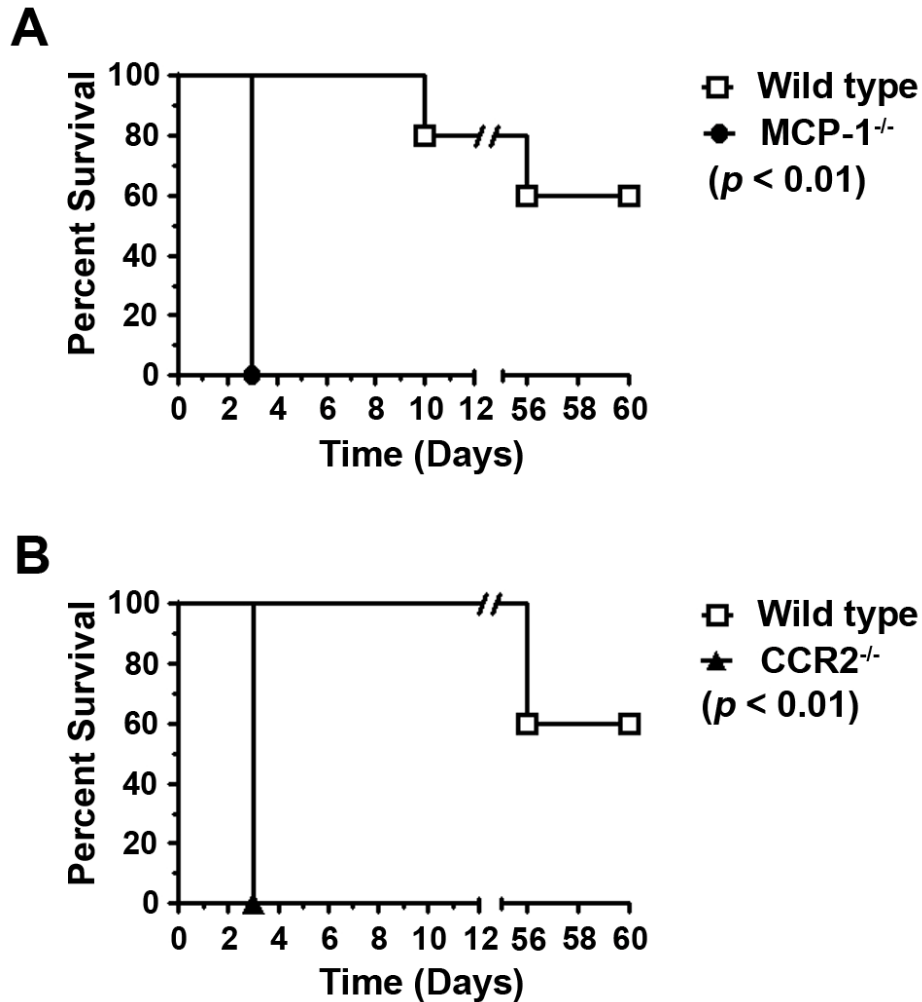 A
Percent Survival
100
80
60
40
20
0
0 2 4 6 8 10 12 56 58 60
Time (Days)
Wild type
MCP-1-/-
(p < 0.01)
B
Percent Survival
100
80
60
40
20
0
0 2 4 6 8 10 12 56 58 60
Time (Days)
Wild type
CCR2-/-
(p < 0.01)